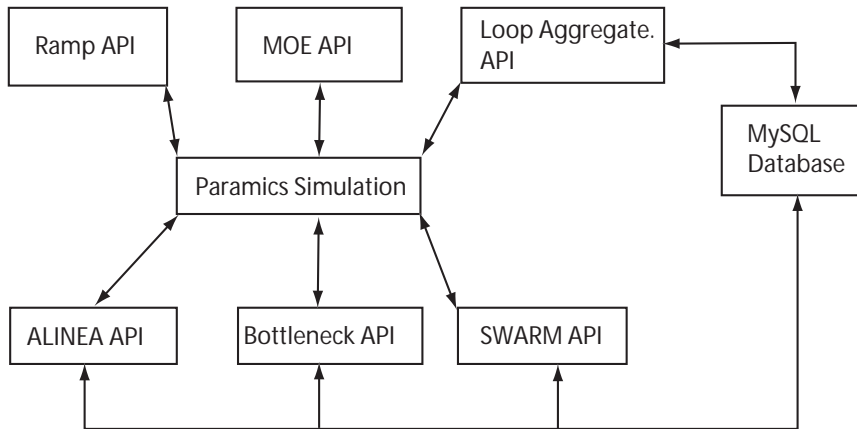 Ramp API
MOE API
Loop Aggregate.
API
MySQL
Database
Paramics Simulation
ALINEA API
Bottleneck API
SWARM API